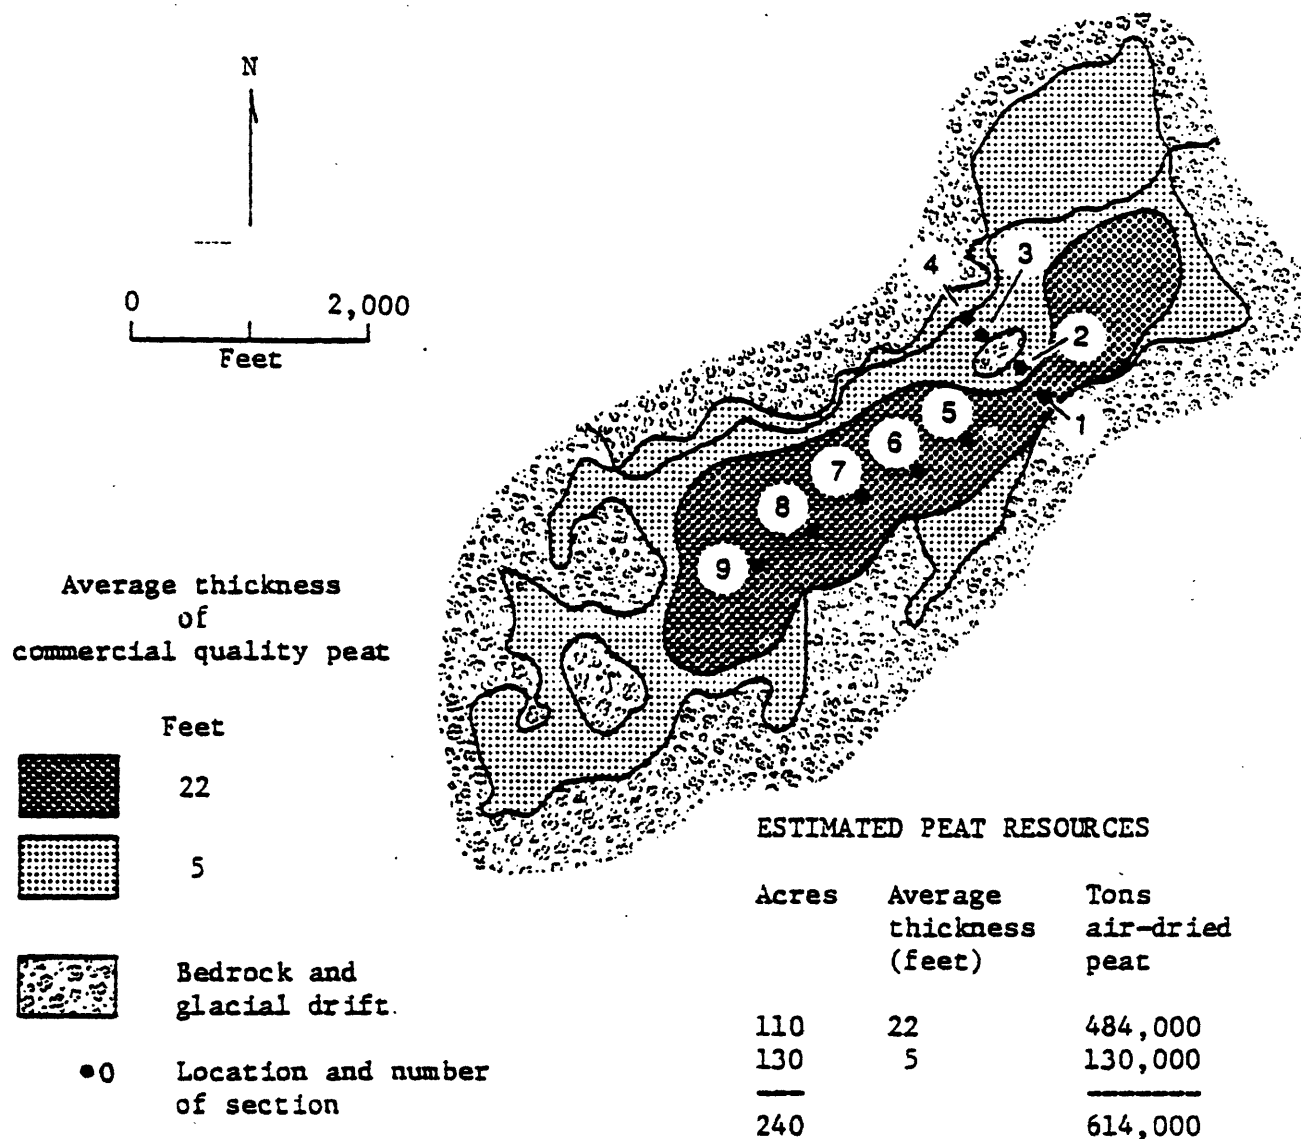 N
0 2,000
Feet
4
3
2
1
5
6
7
8
9
Average thickness
of
commercial quality peat
Feet
22
5
Bedrock and
glacial drift.
•0 Location and number
of section
ESTIMATED PEAT RESOURCES
Acres Average Tons
thickness air-dried
(feet) peat
110 22 484,000
130 5 130,000
240 614,000